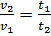 v₂/v₁ = t₁/t₂